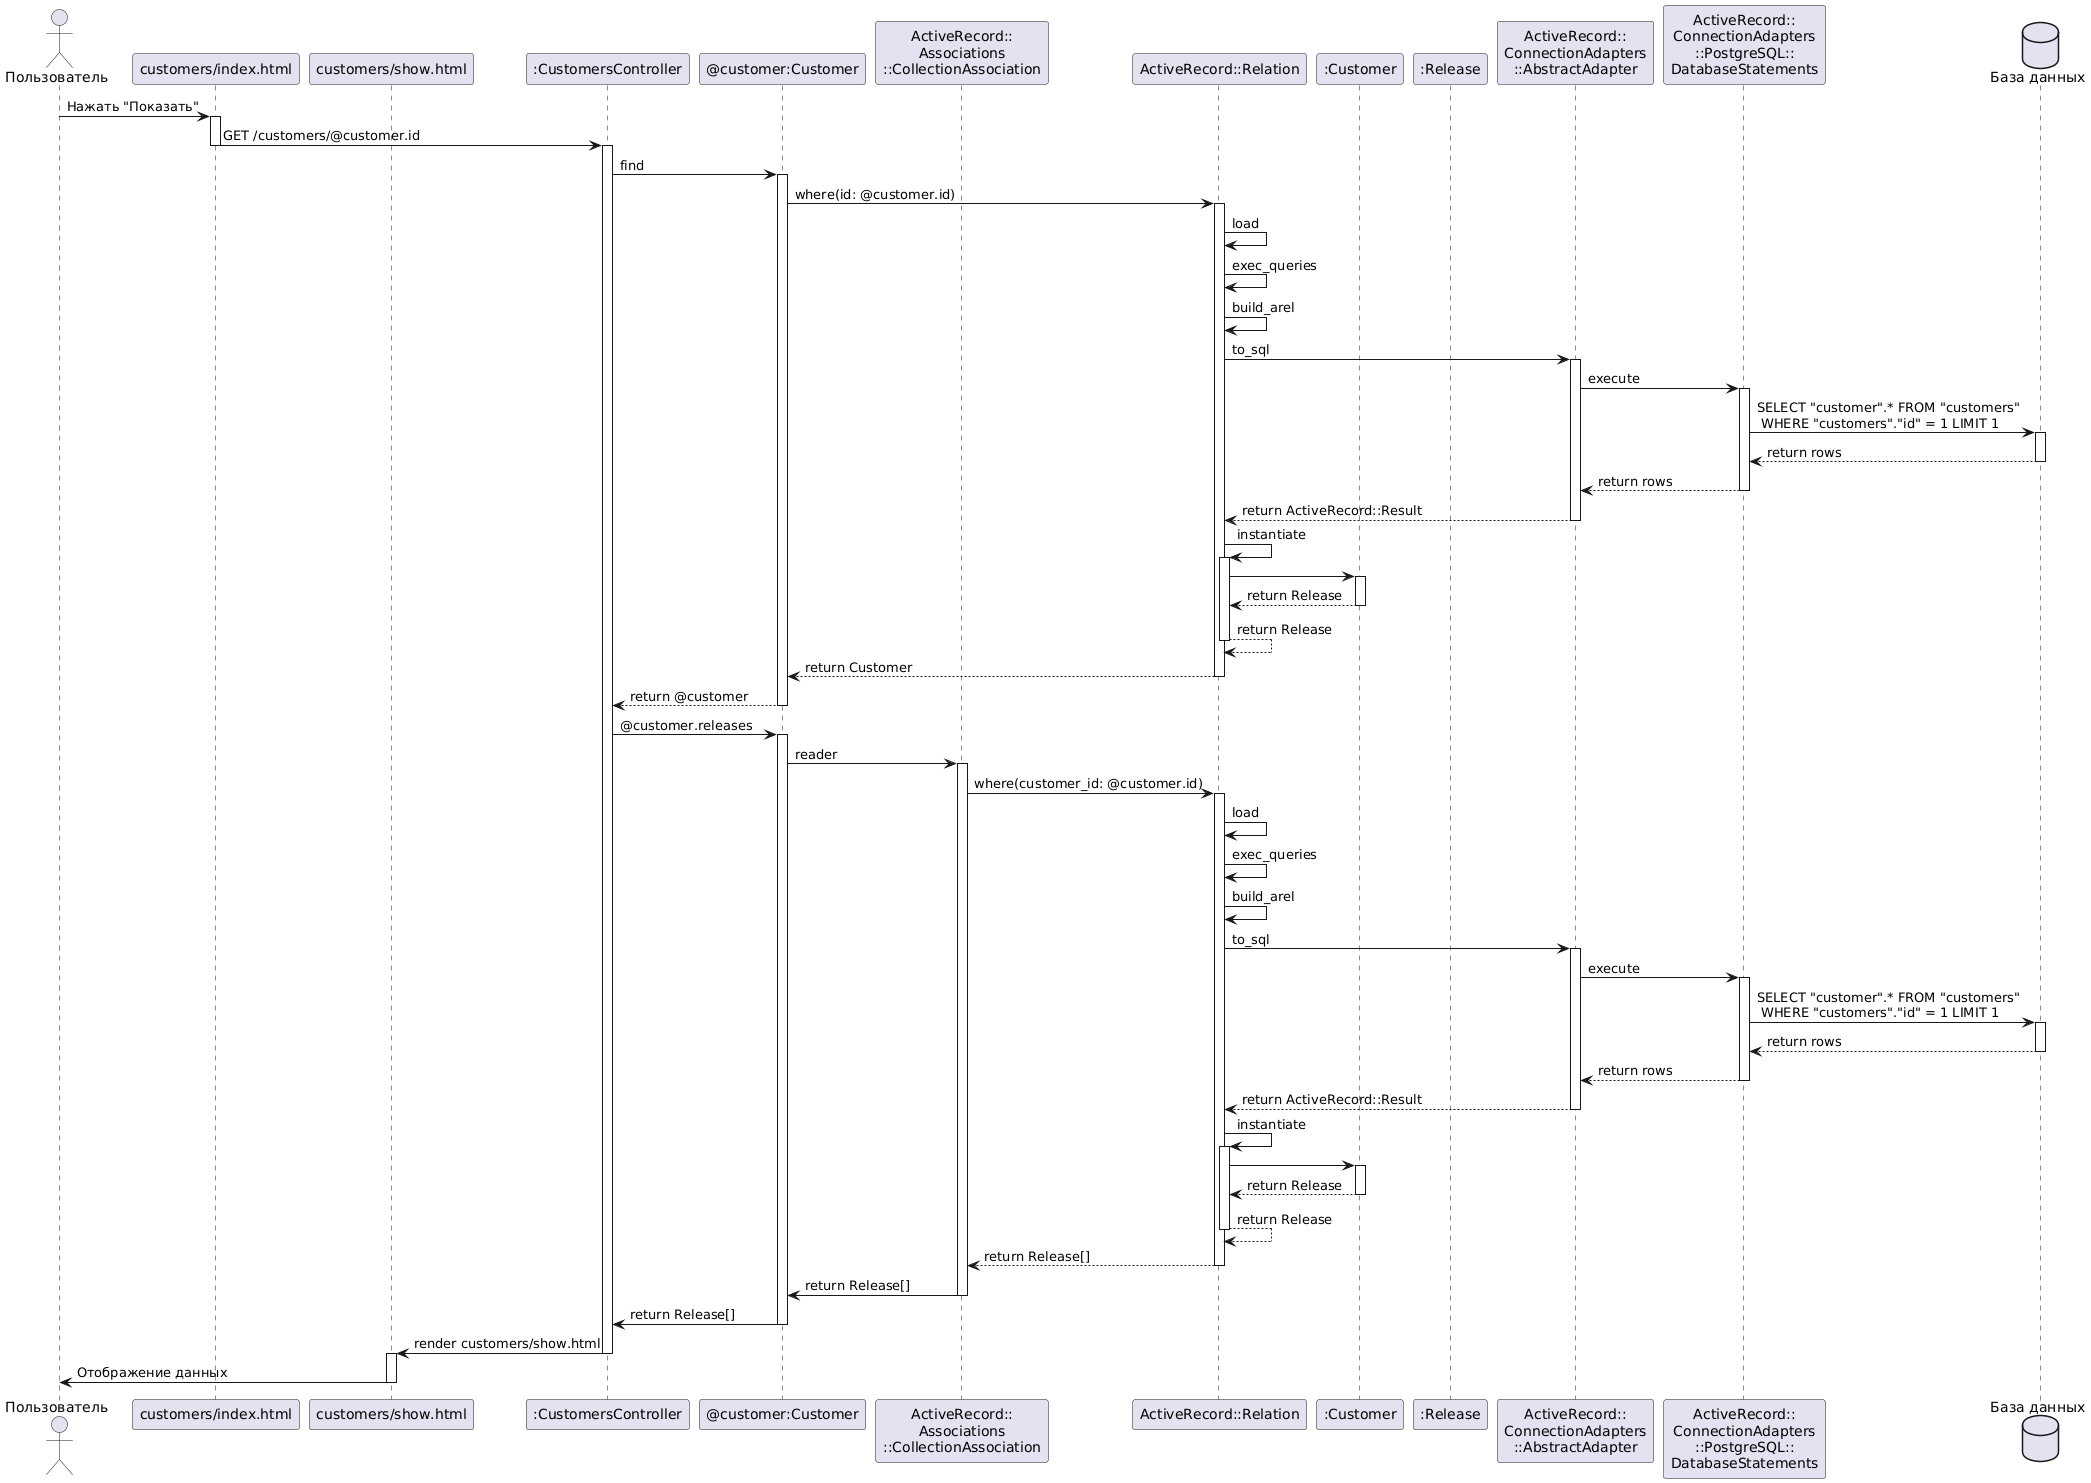 Пользователь
customers/index.html
customers/show.html
:CustomersController
@customer:Customer
ActiveRecord::
Associations
::CollectionAssociation
ActiveRecord::Relation
:Customer
:Release
ActiveRecord::
ConnectionAdapters
::AbstractAdapter
ActiveRecord::
ConnectionAdapters
::PostgreSQL::
DatabaseStatements
База данных
Нажать "Показать"
GET /customers/@customer.id
find
where(id: @customer.id)
load
exec_queries
build_arel
to_sql
execute
SELECT "customer".* FROM "customers"
WHERE "customers"."id" = 1 LIMIT 1
return rows
return rows
return ActiveRecord::Result
instantiate
return Release
return Release
return Customer
return @customer
@customer.releases
reader
where(customer_id: @customer.id)
load
exec_queries
build_arel
to_sql
execute
SELECT "customer".* FROM "customers"
WHERE "customers"."id" = 1 LIMIT 1
return rows
return rows
return ActiveRecord::Result
instantiate
return Release
return Release
return Release[]
return Release[]
return Release[]
render customers/show.html
Отображение данных
Пользователь
customers/index.html
customers/show.html
:CustomersController
@customer:Customer
ActiveRecord::
Associations
::CollectionAssociation
ActiveRecord::Relation
:Customer
:Release
ActiveRecord::
ConnectionAdapters
::AbstractAdapter
ActiveRecord::
ConnectionAdapters
::PostgreSQL::
DatabaseStatements
База данных